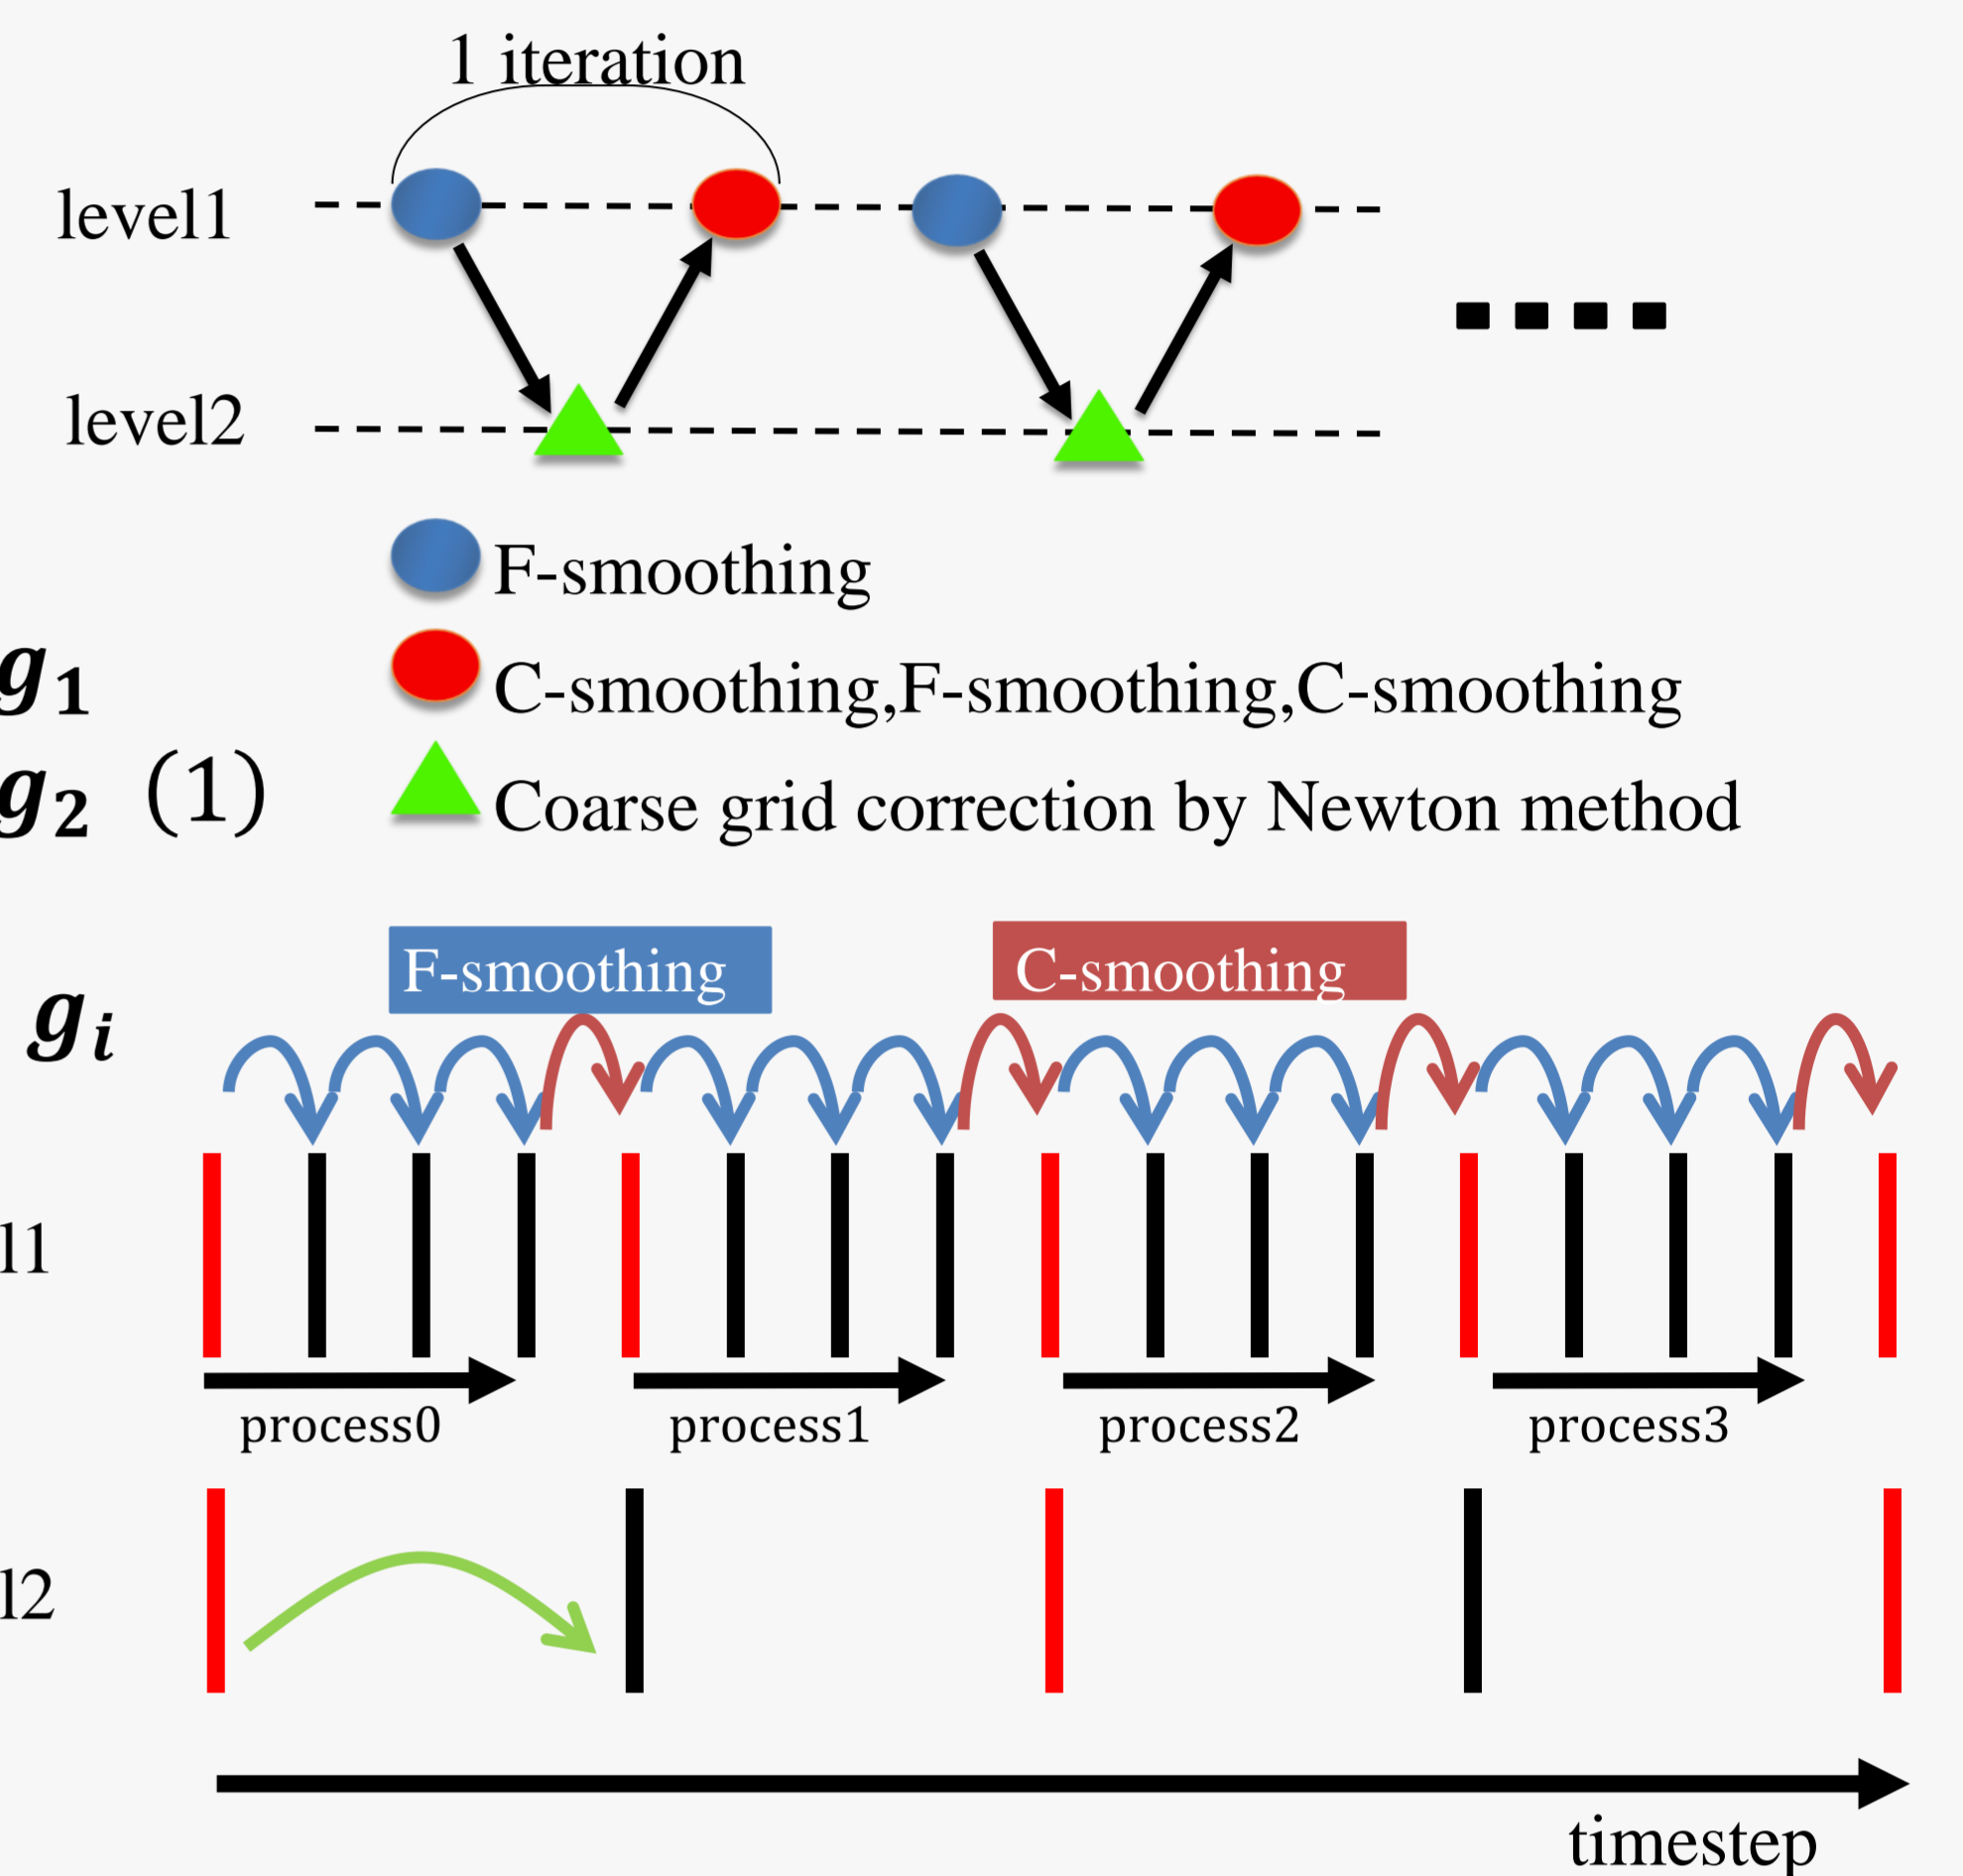 1 iteration
level1
level2
F-smoothing
g1
C-smoothing,F-smoothing,C-smoothing
g2 (1)
Coarse grid correction by Newton method
F-smoothing
C-smoothing
gi
l1
process0
process1
process2
process3
l2
timestep